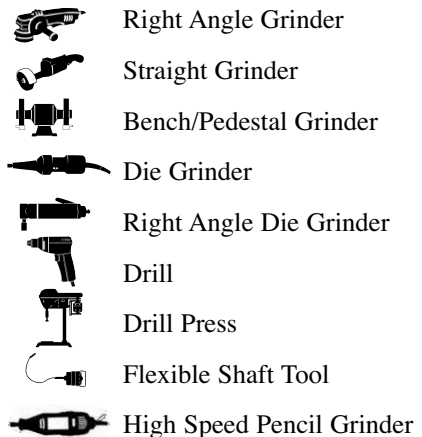 Right Angle Grinder
Straight Grinder
Bench/Pedestal Grinder
Die Grinder
Right Angle Die Grinder
Drill
Drill Press
Flexible Shaft Tool
High Speed Pencil Grinder